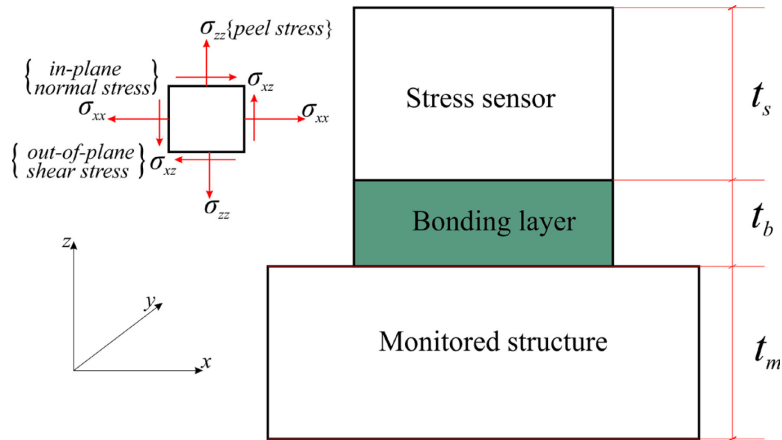 σzz{peel stress}
{ in-plane
normal stress}
σxz
σxx
σxx
{ out-of-plane
shear stress }
σxz
σzz
z
y
x
Stress sensor
Bonding layer
Monitored structure
ts
tb
tm